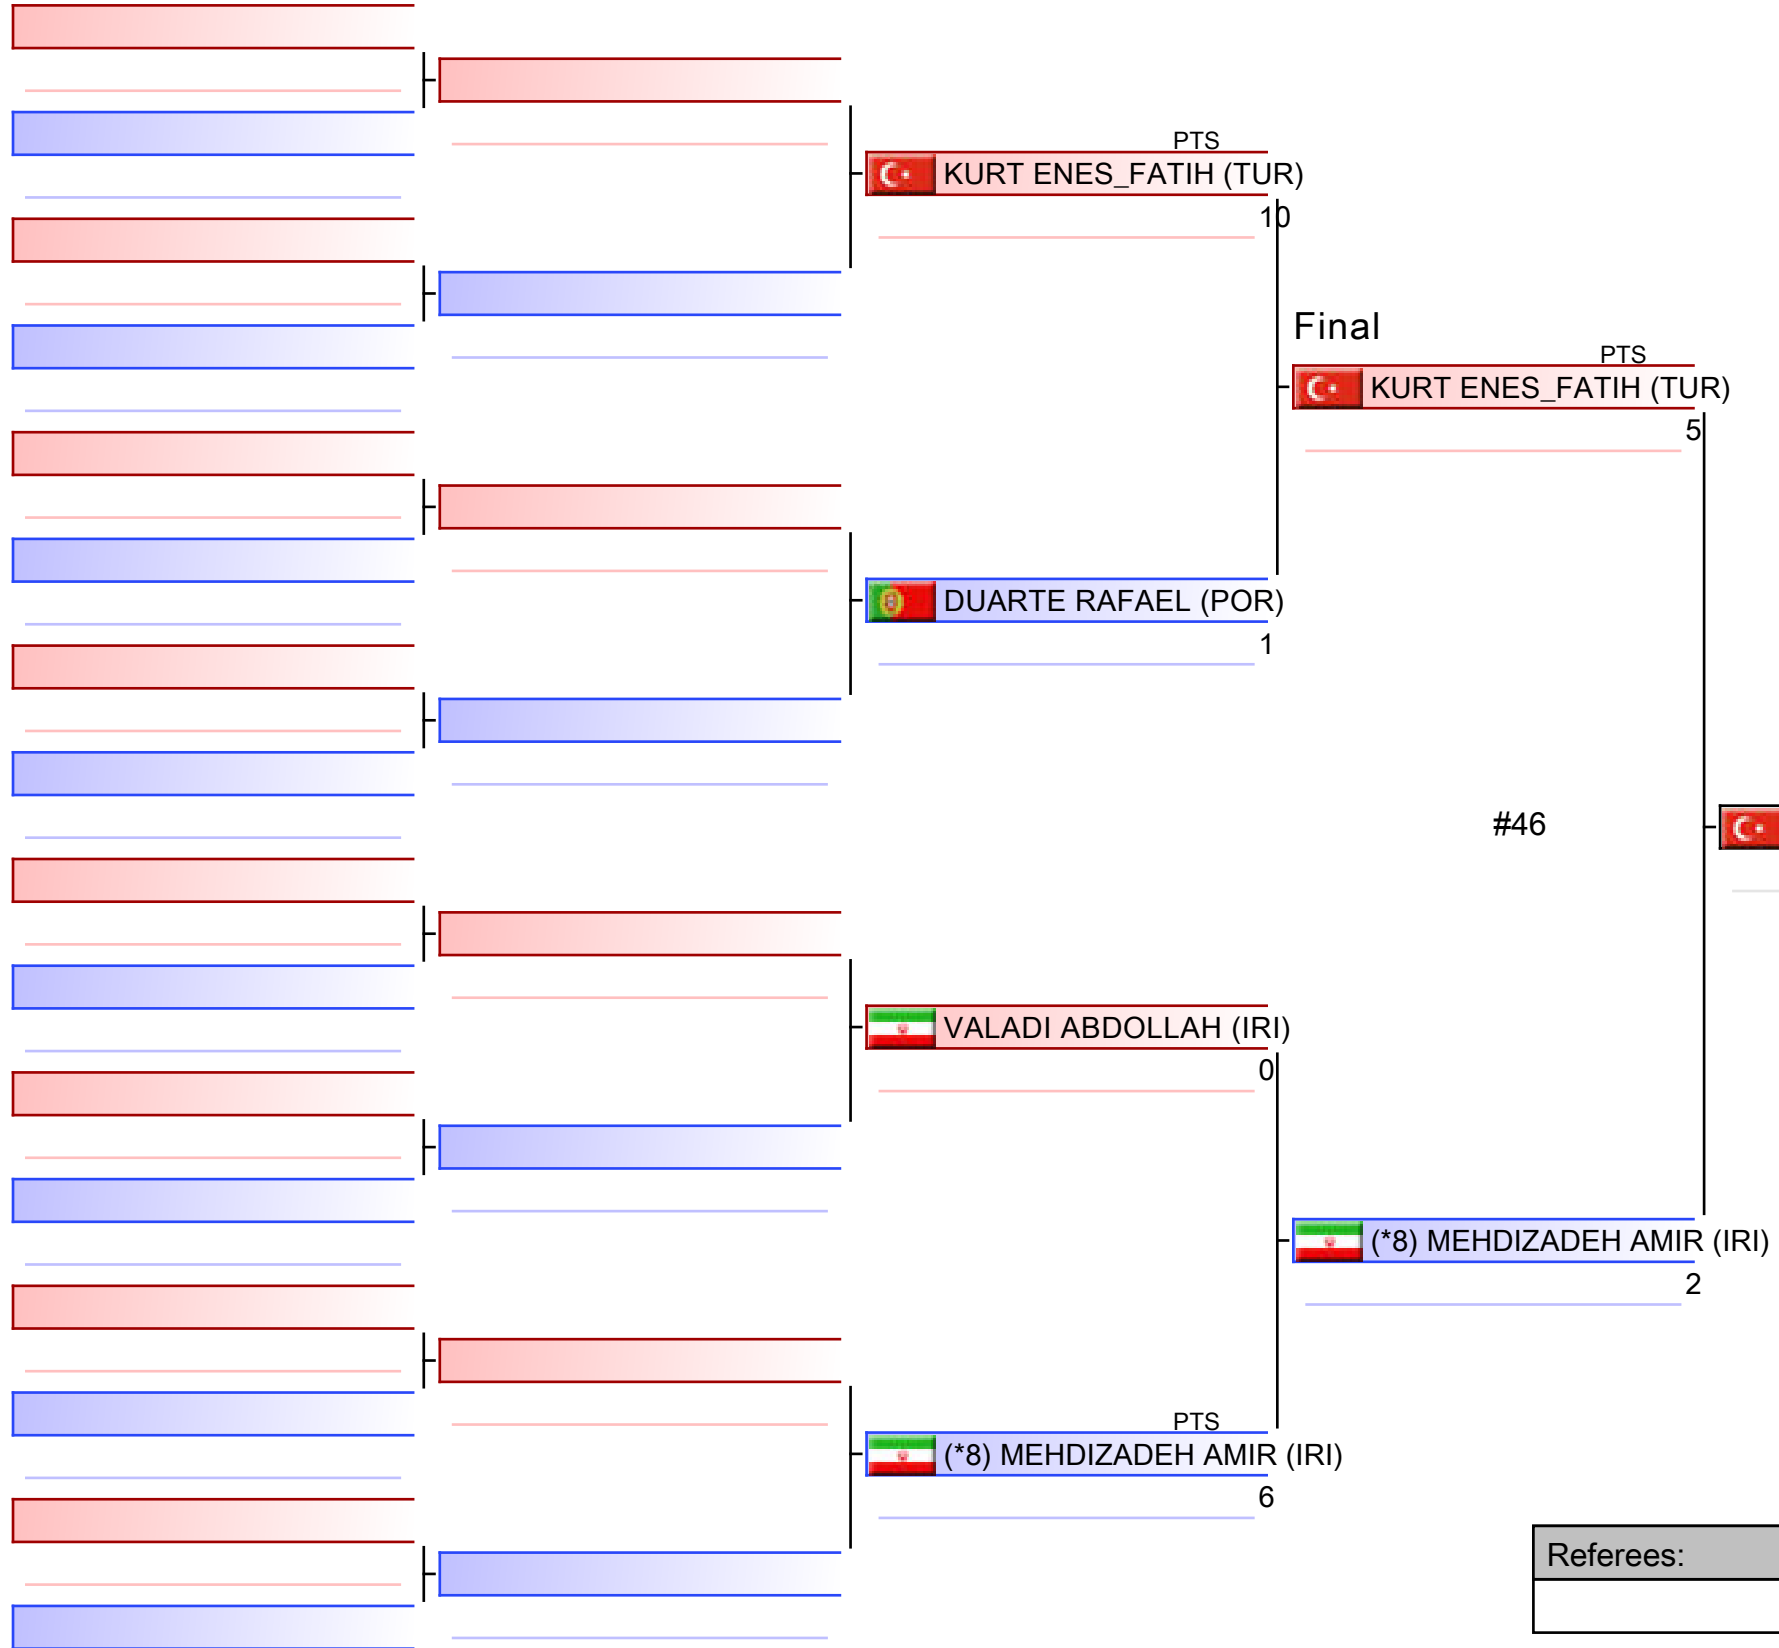 PTS
KURT ENES_FATIH (TUR)
10
Final
PTS
KURT ENES_FATIH (TUR)
5
DUARTE RAFAEL (POR)
1
#46
VALADI ABDOLLAH (IRI)
0
(*8) MEHDIZADEH AMIR (IRI)
2
PTS
(*8) MEHDIZADEH AMIR (IRI)
6
Referees: